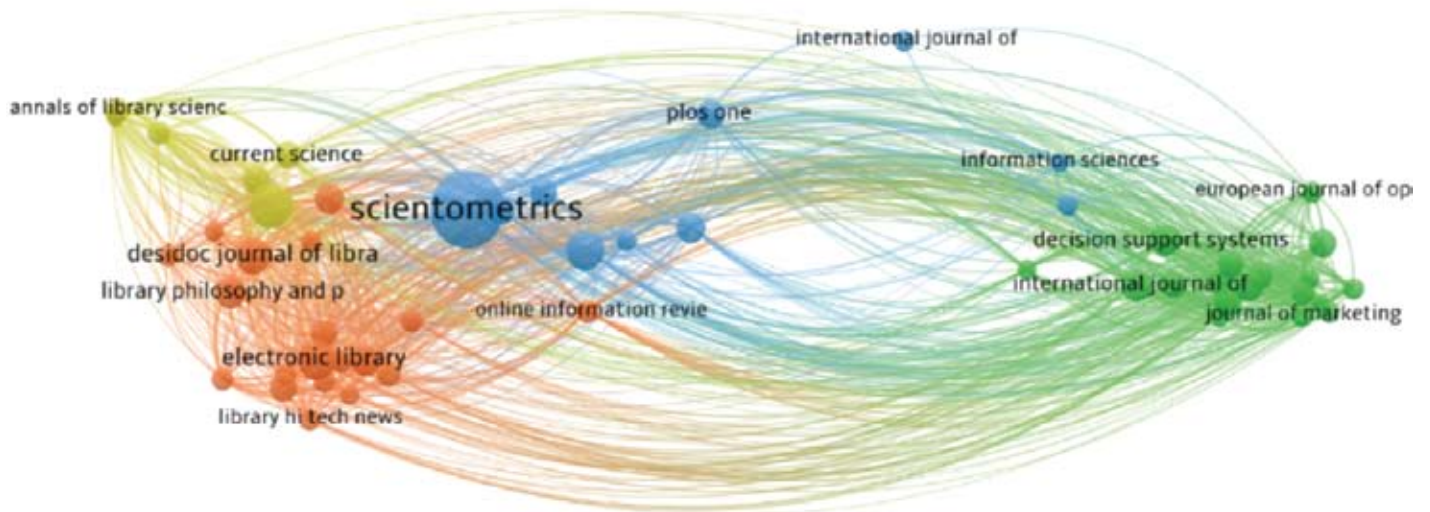 international journal of
annals of library scienc
plos one
current science
information sciences
european journal of op
scientometrics
decision support systems
desidoc journal of libra
international journal of
library philosophy and p
online information revie
journal of marketing
electronic library
library hi tech news